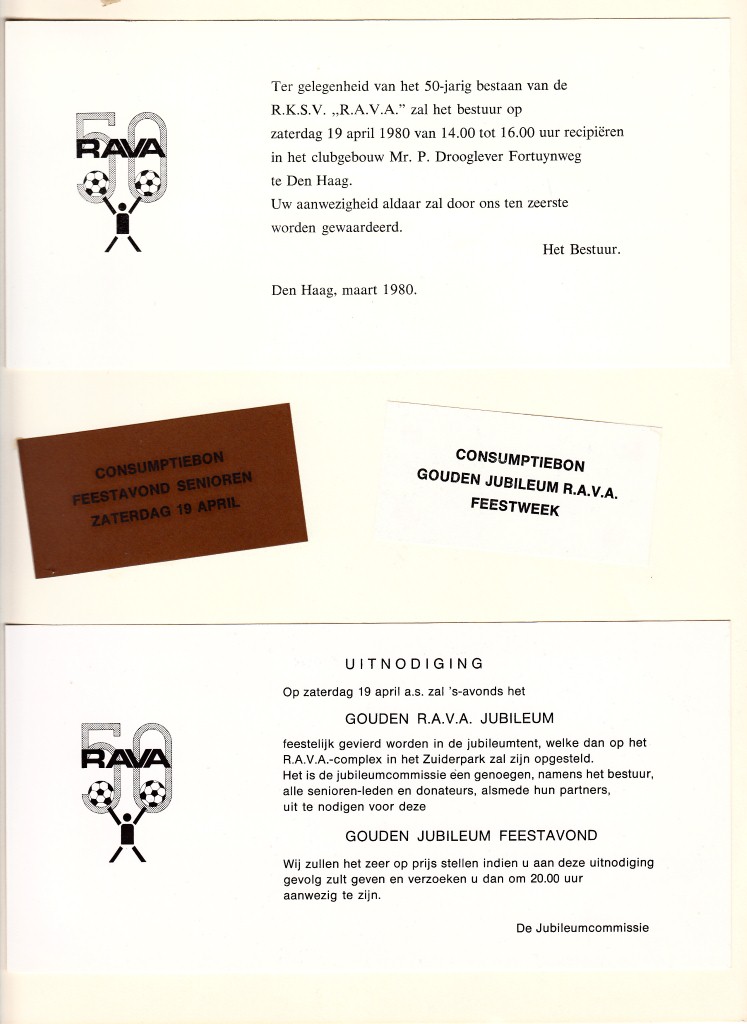 50
RAVA
Ter gelegenheid van het 50-jarig bestaan van de
R.K.S.V. „R.A.V.A.” zal het bestuur op
zaterdag 19 april 1980 van 14.00 tot 16.00 uur recipiëren
in het clubgebouw Mr. P. Drooglever Fortuynweg
te Den Haag.
Uw aanwezigheid aldaar zal door ons ten zeerste
worden gewaardeerd.
Het Bestuur.
Den Haag, maart 1980.
CONSUMPTIEBON
FEESTAVOND SENIOREN
ZATERDAG 19 APRIL
CONSUMPTIEBON
GOUDEN JUBILEUM R.A.V.A.
FEESTWEEK
50
RAVA
UITNODIGING
Op zaterdag 19 april a.s. zal 's-avonds het
GOUDEN R.A.V.A. JUBILEUM
feestelijk gevierd worden in de jubileumtent, welke dan op het
R.A.V.A.-complex in het Zuiderpark zal zijn opgesteld.
Het is de jubileumcommissie een genoegen, namens het bestuur,
alle senioren-leden en donateurs, alsmede hun partners,
uit te nodigen voor deze
GOUDEN JUBILEUM FEESTAVOND
Wij zullen het zeer op prijs stellen indien u aan deze uitnodiging
gevolg zult geven en verzoeken u dan om 20.00 uur
aanwezig te zijn.
De Jubileumcommissie